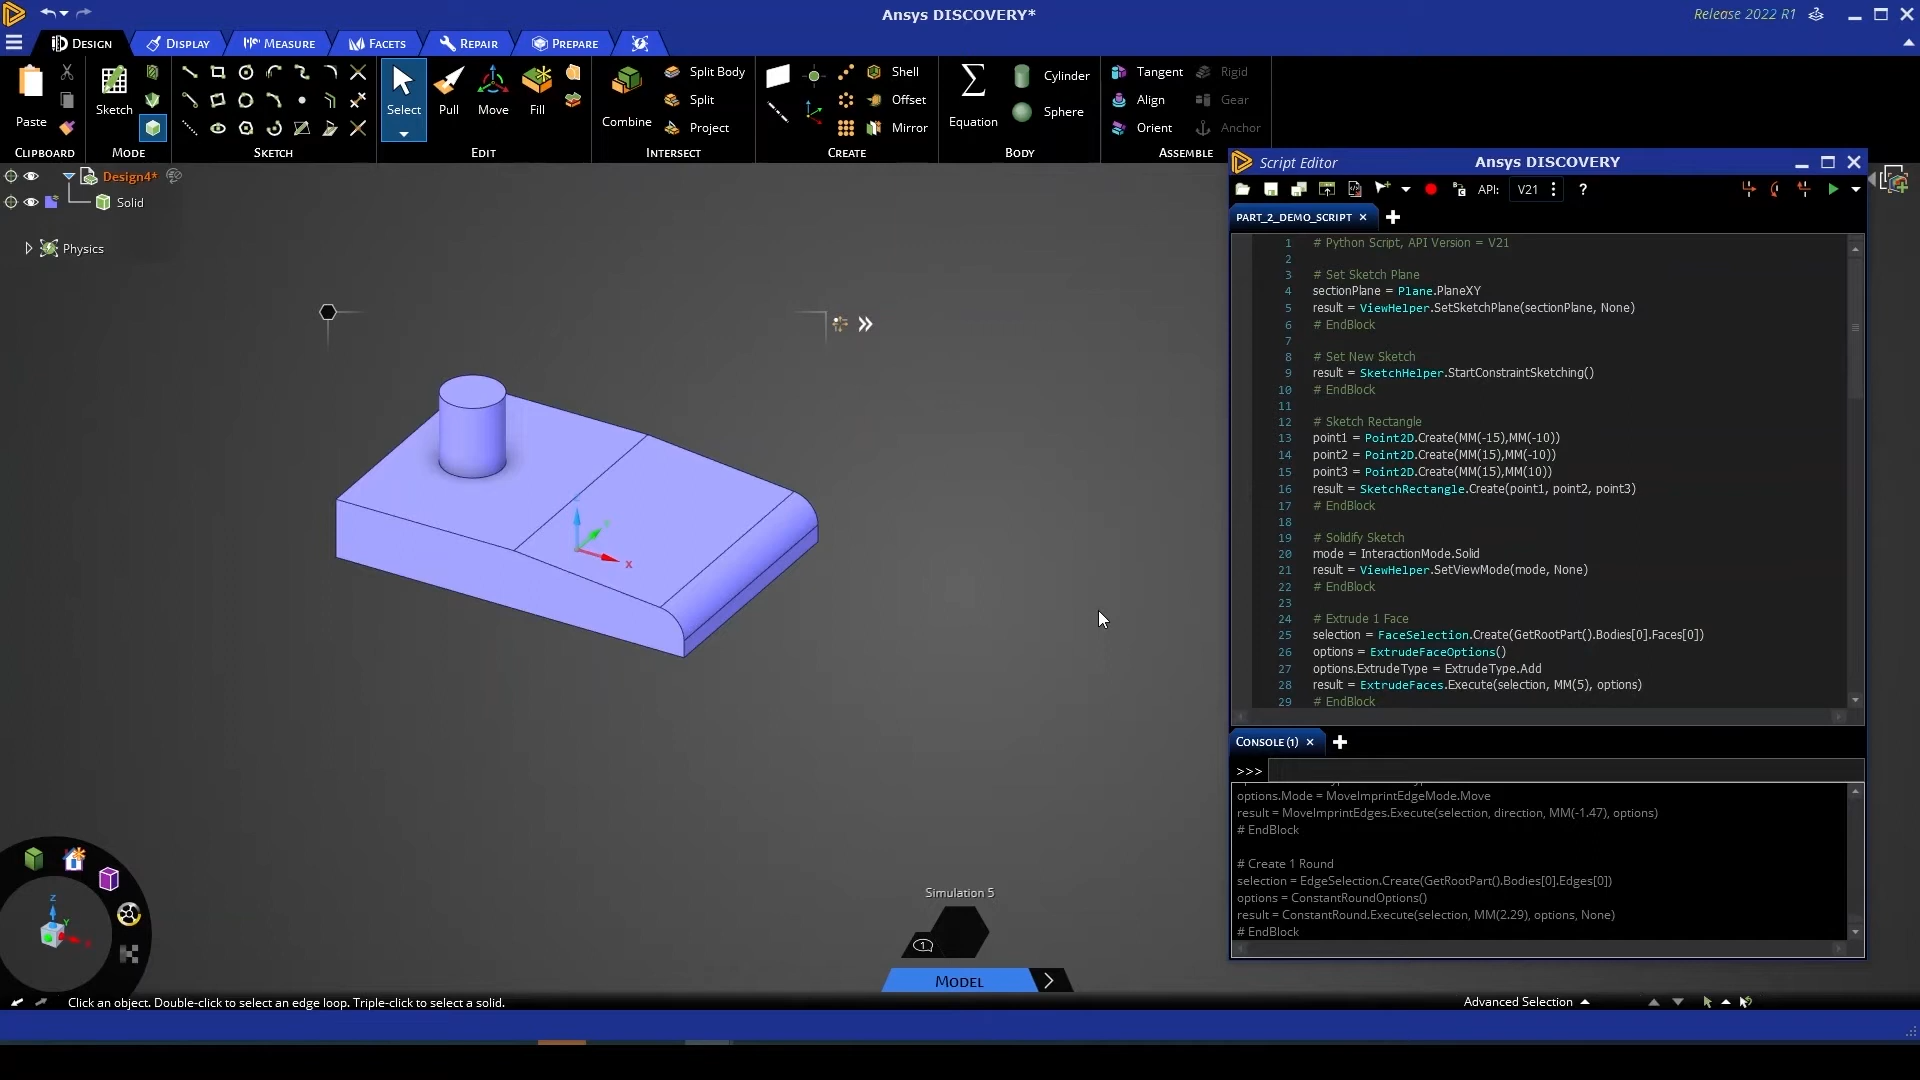 Ansys DISCOVERY*
Release 2022 R1
DESIGN
DISPLAY
MEASURE
FACETS
REPAIR
PREPARE
Paste
Sketch
Select
Pull
Move
Fill
Combine
Split Body
Split
Project
Shell
Offset
Mirror
Equation
Cylinder
Sphere
Tangent
Align
Orient
Rigid
Gear
Anchor
CLIPBOARD
MODE
SKETCH
EDIT
INTERSECT
CREATE
BODY
ASSEMBLE
Design4*
Solid
Physics
X
Script Editor
Ansys DISCOVERY
API: V21
?
PART_2_DEMO_SCRIPT
1 # Python Script, API Version = V21
2
3 # Set Sketch Plane
4 sectionPlane = Plane.PlaneXY
5 result = ViewHelper.SetSketchPlane(sectionPlane, None)
6 # EndBlock
7
8 # Set New Sketch
9 result = SketchHelper.StartConstraintSketching()
10 # EndBlock
11
12 # Sketch Rectangle
13 point1 = Point2D.Create(MM(-15),MM(-10))
14 point2 = Point2D.Create(MM(15),MM(-10))
15 point3 = Point2D.Create(MM(15),MM(10))
16 result = SketchRectangle.Create(point1, point2, point3)
17 # EndBlock
18
19 # Solidify Sketch
20 mode = InteractionMode.Solid
21 result = ViewHelper.SetViewMode(mode, None)
22 # EndBlock
23
24 # Extrude 1 Face
25 selection = FaceSelection.Create(GetRootPart().Bodies[0].Faces[0])
26 options = ExtrudeFaceOptions()
27 options.ExtrudeType = ExtrudeType.Add
28 result = ExtrudeFaces.Execute(selection, MM(5), options)
29 # EndBlock
CONSOLE (1)
>>>
options.Mode = MoveImprintEdgeMode.Move
result = MoveImprintEdges.Execute(selection, direction, MM(-1.47), options)
# EndBlock
# Create 1 Round
selection = EdgeSelection.Create(GetRootPart().Bodies[0].Edges[0])
options = ConstantRoundOptions()
result = ConstantRound.Execute(selection, MM(2.29), options, None)
# EndBlock
Z
Y
X
Simulation 5
1
MODEL
Click an object. Double-click to select an edge loop. Triple-click to select a solid.
Advanced Selection